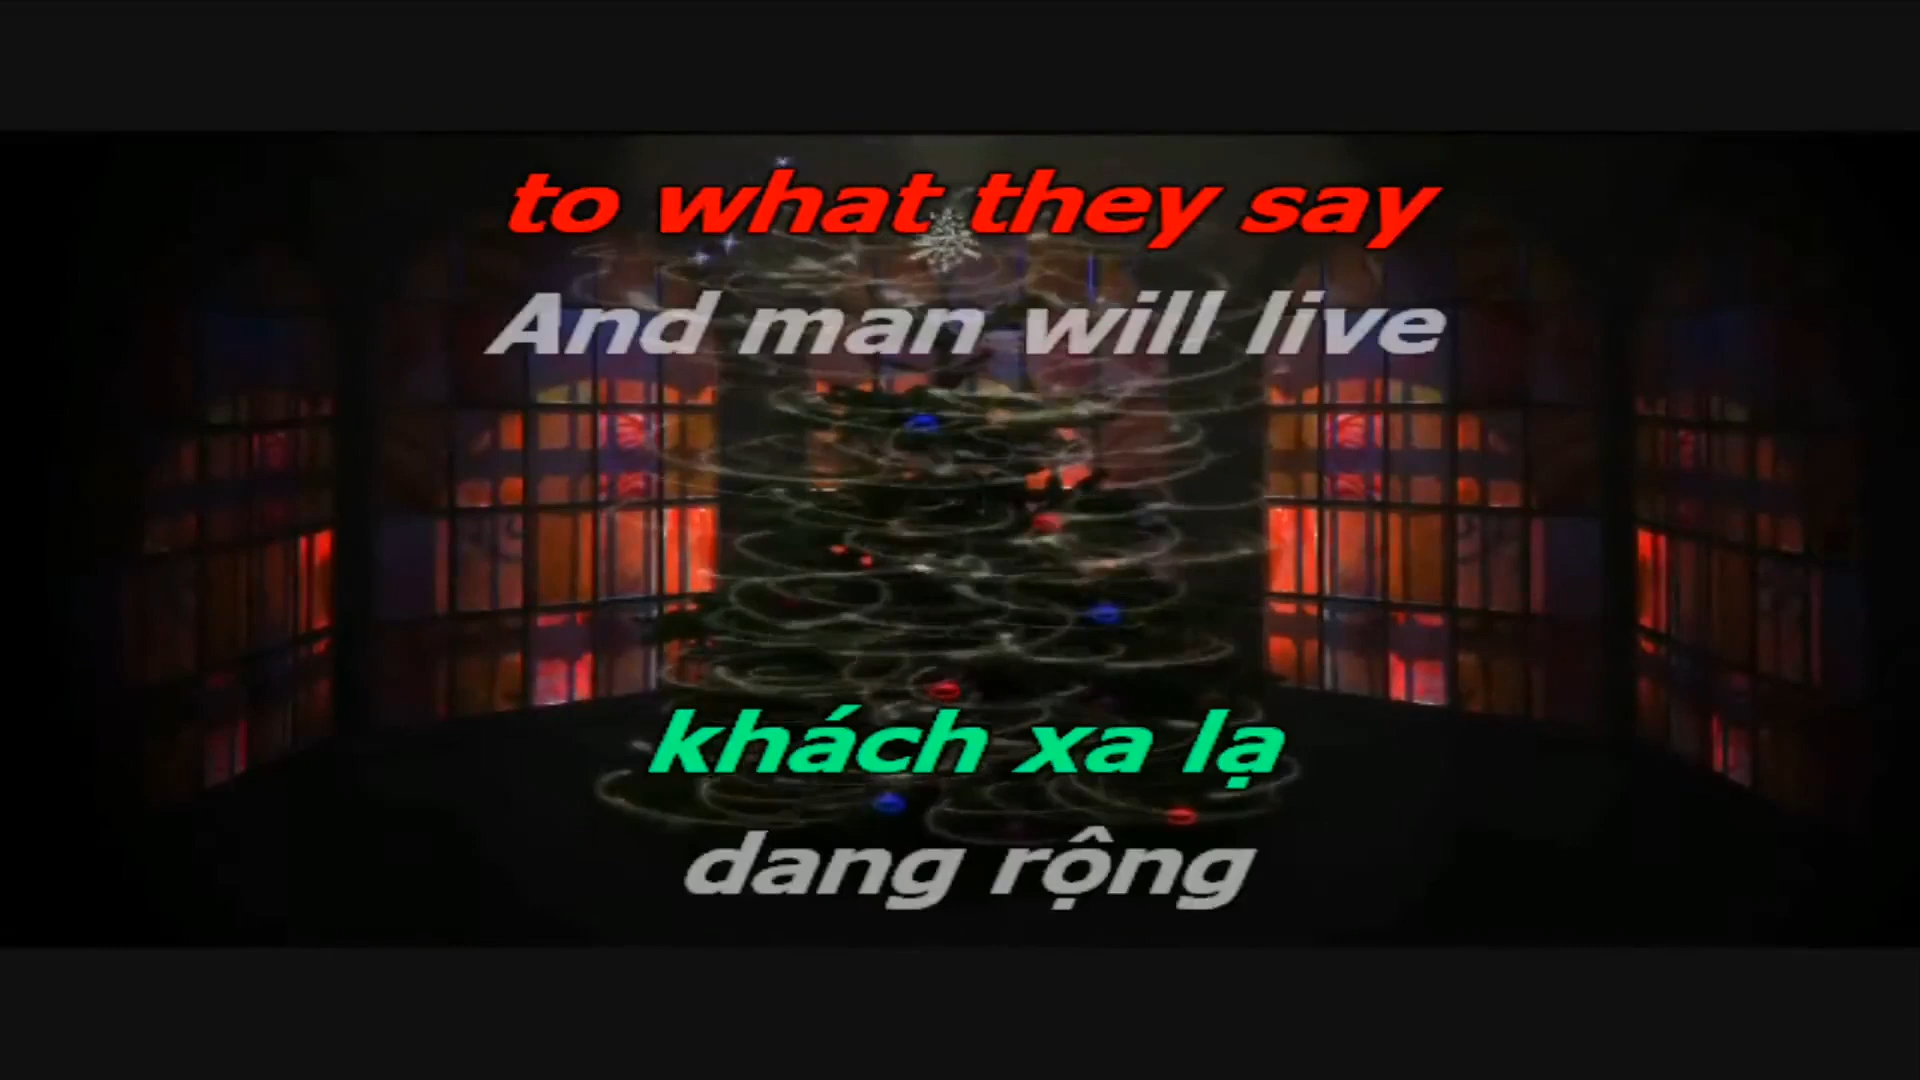 to what they say
And man will live
khách xa lạ
dang rộng